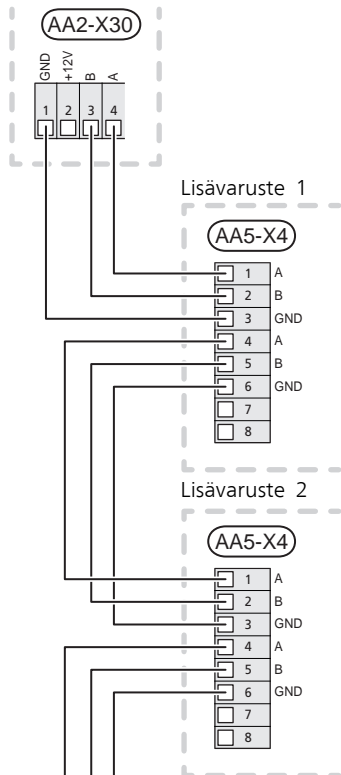 AA2-X30
GND +12V B A
1 2 3 4
Lisävaruste 1
AA5-X4
1 A
2 B
3 GND
4 A
5 B
6 GND
7
8
Lisävaruste 2
AA5-X4
1 A
2 B
3 GND
4 A
5 B
6 GND
7
8